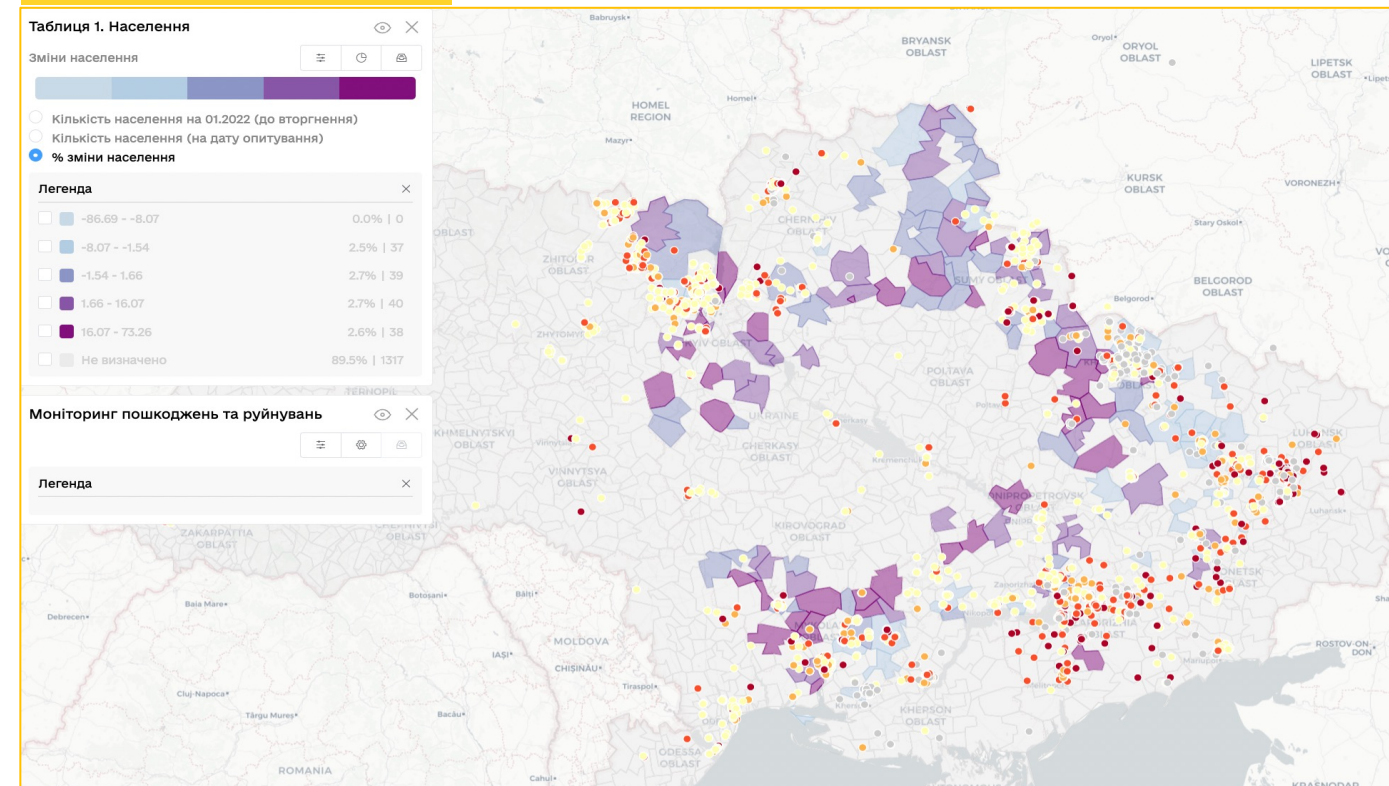 Таблиця 1. Населення
Зміни населення
Кількість населення на 01.2022 (до вторгнення)
Кількість населення (на дату опитування)
% зміни населення
Легенда
-86.69 - -8.07 0.0% | 0
-8.07 - -1.54 2.5% | 37
-1.54 - 1.66 2.7% | 39
1.66 - 16.07 2.7% | 40
16.07 - 73.26 2.6% | 38
Не визначено 89.5% | 1317
Моніторинг пошкоджень та руйнувань
Легенда
Babruysk
BRYANSK
OBLAST
Oryol
ORYOL
OBLAST
LIPETSK
OBLAST
HOMEL
REGION
Homel
Mazyr
KURSK
OBLAST
VORONEZH
Stary Oskol
BELGOROD
OBLAST
Belgorod
OBLAST
ZHYTOMY
KYIV OBLAST
SUMY OBLAST
POLTAVA
OBLAST
TERNOPIL
KHMELNYTSKYI
OBLAST
UKRAINE
CHERKASY
OBLAST
VINNYTSYA
OBLAST
Kremenchuk
KIROVOGRAD
OBLAST
DNIPROPETROVSK
Luhansk
ZAKARPATTIA
OBLAST
OBLAST
Debrecen
Baia Mare
Botoșani
Bălți
MOLDOVA
IAȘI
CHIȘINĂU
Tiraspol
Cluj-Napoca
Târgu Mureș
Bacău
ROMANIA
Cahul
ODESSA
OBLAST
KHERSON
OBLAST
Mariupol
ROSTOV-ON-
DON
KRASNODAR